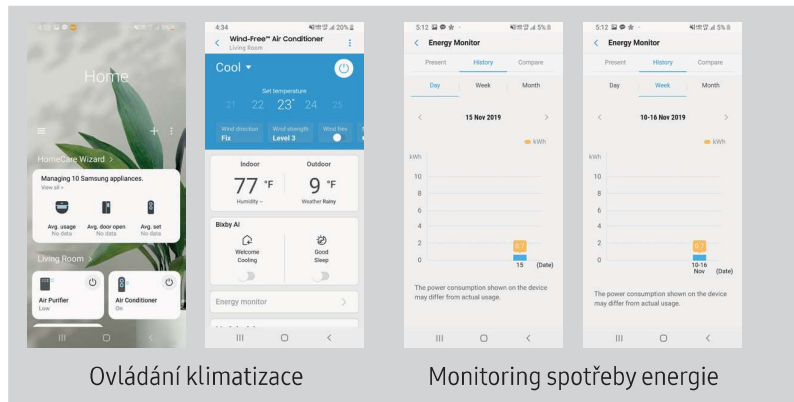 Home
HomeCare Wizard >
Managing 10 Samsung appliances.
View all >
Avg. usage
No data
Avg. door open
No data
Avg. set
No data
Living Room >
Air Purifier
Low
Air Conditioner
On
4:34
20%
Wind-Free™ Air Conditioner
Living Room
Cool
Set temperature
21 22 23° 24 25
Wind direction
Fix
Wind strength
Level 3
Wind free
Indoor
77 °F
Humidity --
Outdoor
9 °F
Weather Rainy
Bixby AI
Welcome
Cooling
Good
Sleep
Energy monitor >
5:12
5%
< Energy Monitor
Present History Compare
Day Week Month
< 15 Nov 2019 >
kWh
kWh
10
8
6
4
2
0
0.7
15 (Date)
The power consumption shown on the device
may differ from actual usage.
5:12
5%
< Energy Monitor
Present History Compare
Day Week Month
< 10-16 Nov 2019 >
kWh
kWh
10
8
6
4
2
0
0.7
10-16
Nov (Date)
The power consumption shown on the device
may differ from actual usage.
Ovládání klimatizace
Monitoring spotřeby energie